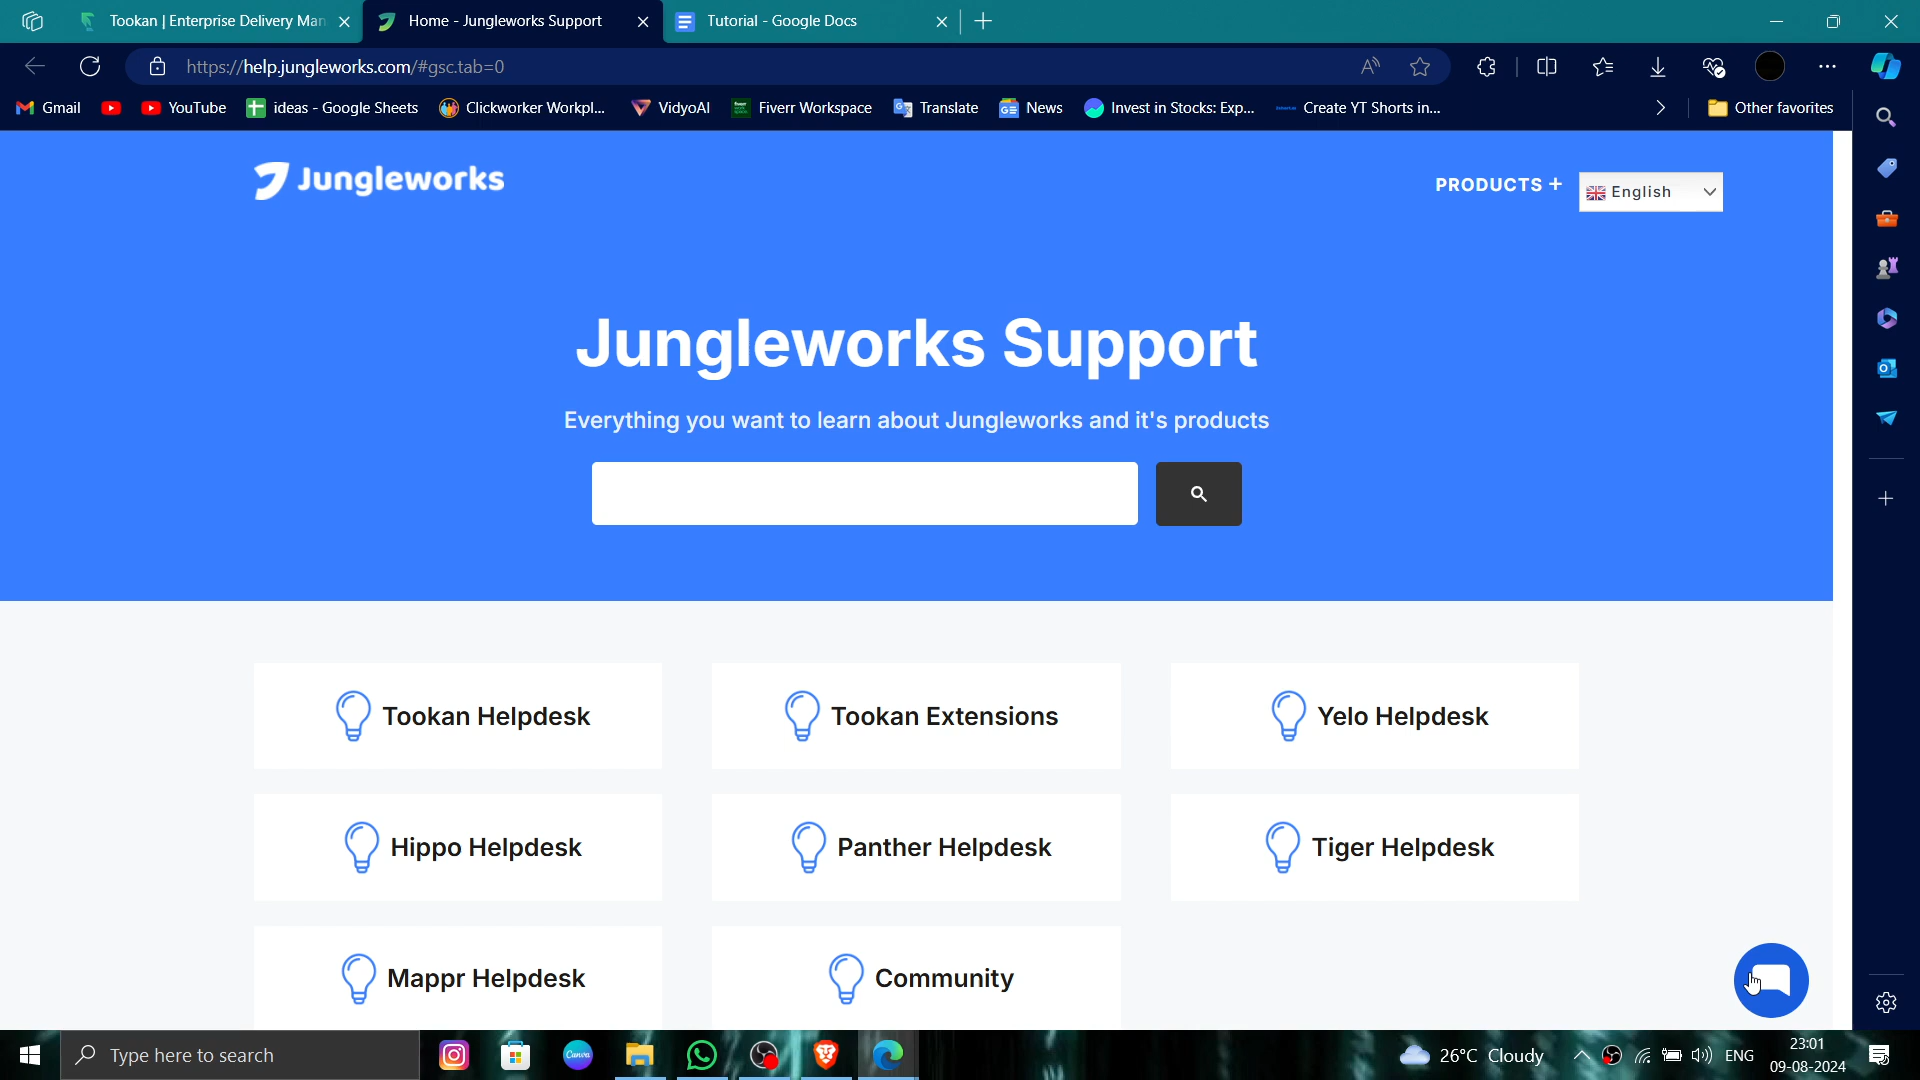 Tookan | Enterprise Delivery Man
Home - Jungleworks Support
Tutorial - Google Docs
https://help.jungleworks.com/#gsc.tab=0
Gmail
YouTube
ideas - Google Sheets
Clickworker Workpl...
VidyoAI
Fiverr Workspace
Translate
News
Invest in Stocks: Exp...
Create YT Shorts in...
Other favorites
Jungleworks
PRODUCTS +
English
Jungleworks Support
Everything you want to learn about Jungleworks and it's products
Tookan Helpdesk
Tookan Extensions
Yelo Helpdesk
Hippo Helpdesk
Panther Helpdesk
Tiger Helpdesk
Mappr Helpdesk
Community
Type here to search
Canva
26°C Cloudy
ENG
23:01
09-08-2024